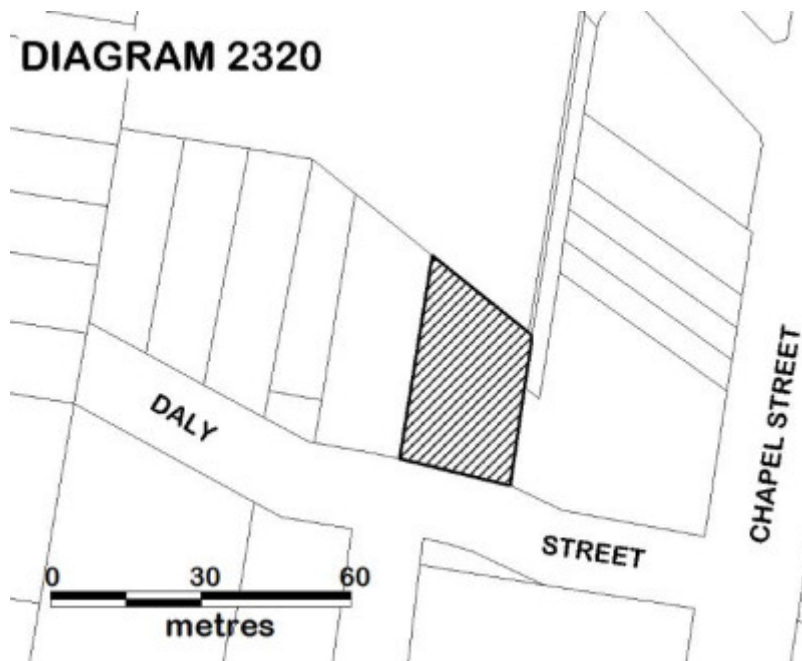 DIAGRAM 2320
DALY
STREET
CHAPEL STREET
0 30 60
metres